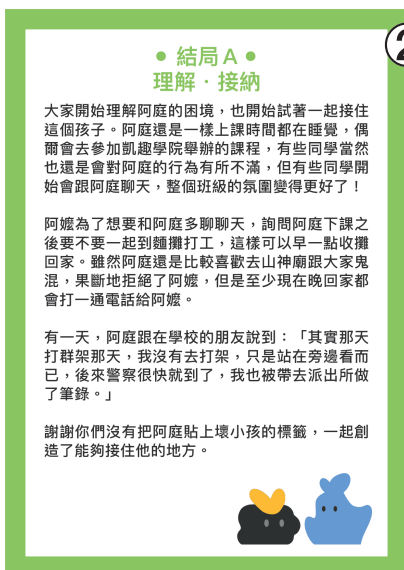 ● 結局A ●
理解・接納
大家開始理解阿庭的困境,也開始試著一起接住
這個孩子。阿庭還是一樣上課時間都在睡覺,偶
爾會去參加凱趣學院舉辦的課程,有些同學當然
也還是會對阿庭的行為有所不滿,但有些同學開
始會跟阿庭聊天,整個班級的氛圍變得更好了!
阿嬤為了想要和阿庭多聊聊天,詢問阿庭下課之
後要不要一起到麵攤打工,這樣可以早一點收攤
回家。雖然阿庭還是比較喜歡去山神廟跟大家鬼
混,果斷地拒絕了阿嬤,但是至少現在晚回家都
會打一通電話給阿嬤。
有一天,阿庭跟在學校的朋友說到:「其實那天
打群架那天,我沒有去打架,只是站在旁邊看而
已,後來警察很快就到了,我也被帶去派出所做
了筆錄。」
謝謝你們沒有把阿庭貼上壞小孩的標籤,一起創
造了能夠接住他的地方。